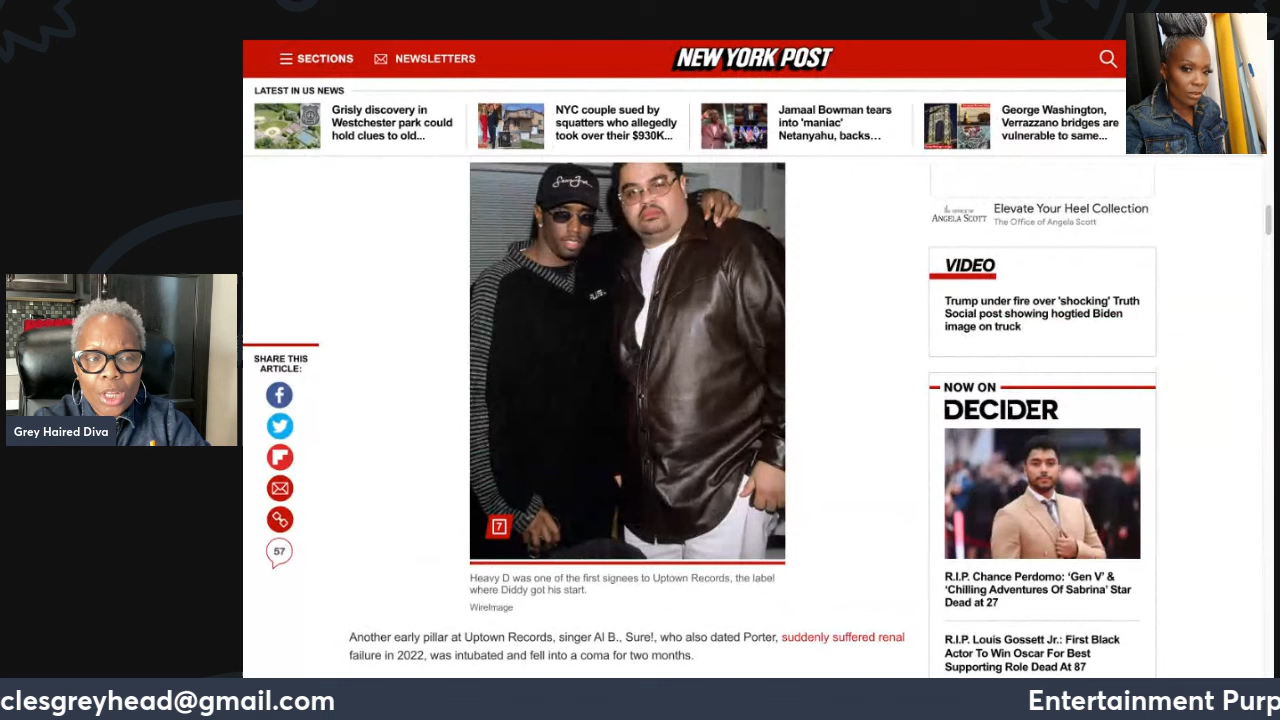 SECTIONS
NEWSLETTERS
NEW YORK POST
LATEST IN US NEWS
Grisly discovery in
Westchester park could
hold clues to old...
NYC couple sued by
squatters who allegedly
took over their $930K...
Jamaal Bowman tears
into 'maniac'
Netanyahu, backs…
George Washington,
Verrazzano bridges are
vulnerable to same...
THE OFFICE OF
ANGELA SCOTT
Elevate Your Heel Collection
The Office of Angela Scott
VIDEO
Trump under fire over 'shocking' Truth
Social post showing hogtied Biden
image on truck
SHARE THIS
ARTICLE:
57
Grey Haired Diva
7
NOW ON
DECIDER
Heavy D was one of the first signees to Uptown Records, the label
where Diddy got his start.
WireImage
R.I.P. Chance Perdomo: ‘Gen V’ &
‘Chilling Adventures Of Sabrina’ Star
Dead at 27
Another early pillar at Uptown Records, singer Al B., Sure!, who also dated Porter, suddenly suffered renal
failure in 2022, was intubated and fell into a coma for two months.
R.I.P. Louis Gossett Jr.: First Black
Actor To Win Oscar For Best
Supporting Role Dead At 87
clesgreyhead@gmail.com
Entertainment Purp